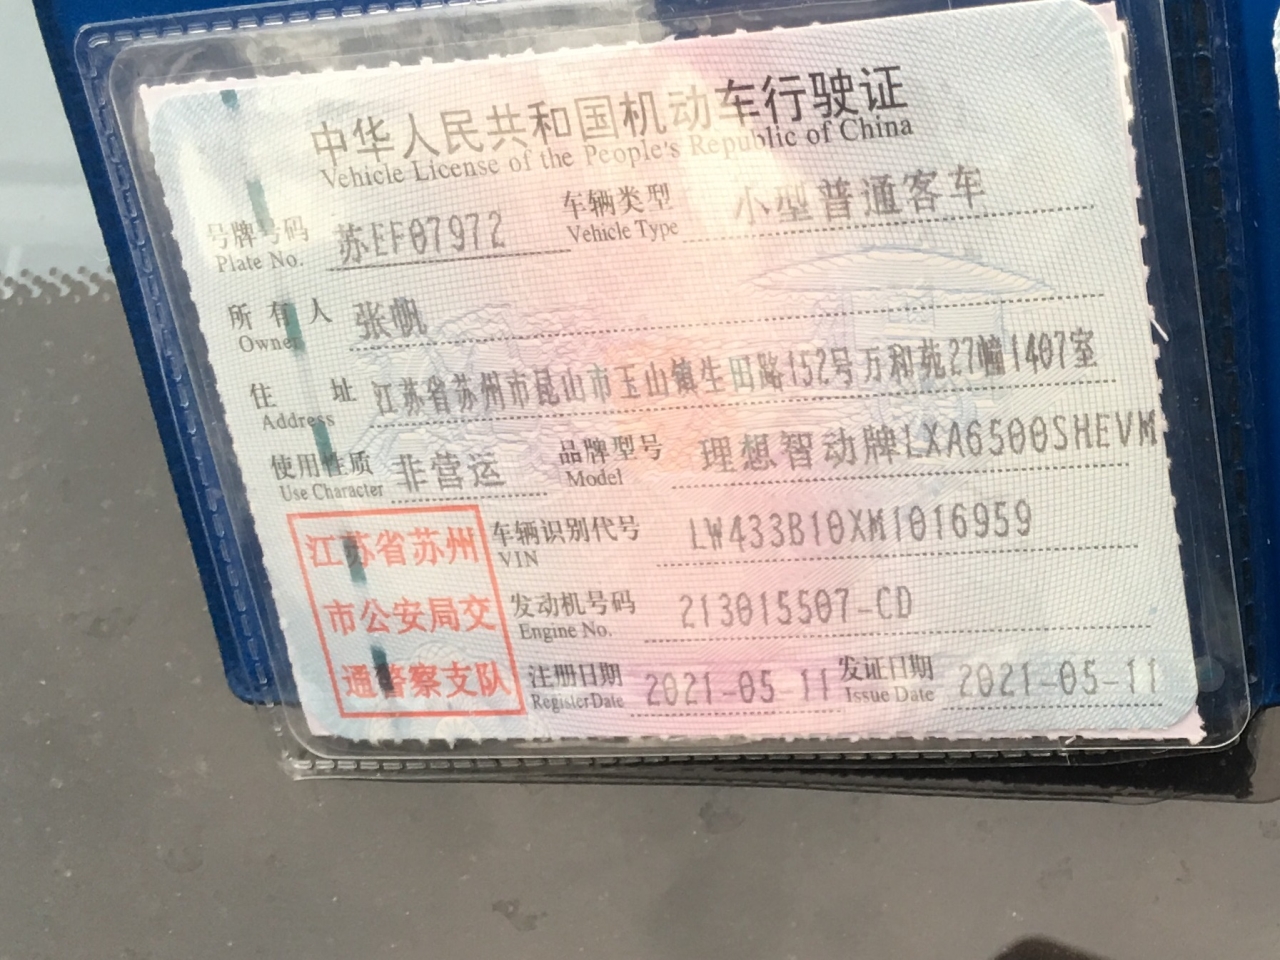 中华人民共和国机动车行驶证
Vehicle License of the People's Republic of China
号牌号码 苏EF07972 车辆类型 小型普通客车
Plate No. Vehicle Type
所有人 张帆
Owner
住址 江苏省苏州市昆山市玉山镇生田路152号万和苑27幢1407室
Address
使用性质 非营运 品牌型号 理想智动牌LXA6500SHEVM
Use Character Model
江苏省苏州 车辆识别代号 LW433B10XM1016959
VIN
市公安局交 发动机号码 213015507-CD
Engine No.
通警察支队 注册日期 2021-05-11 发证日期 2021-05-11
RegisterDate Issue Date